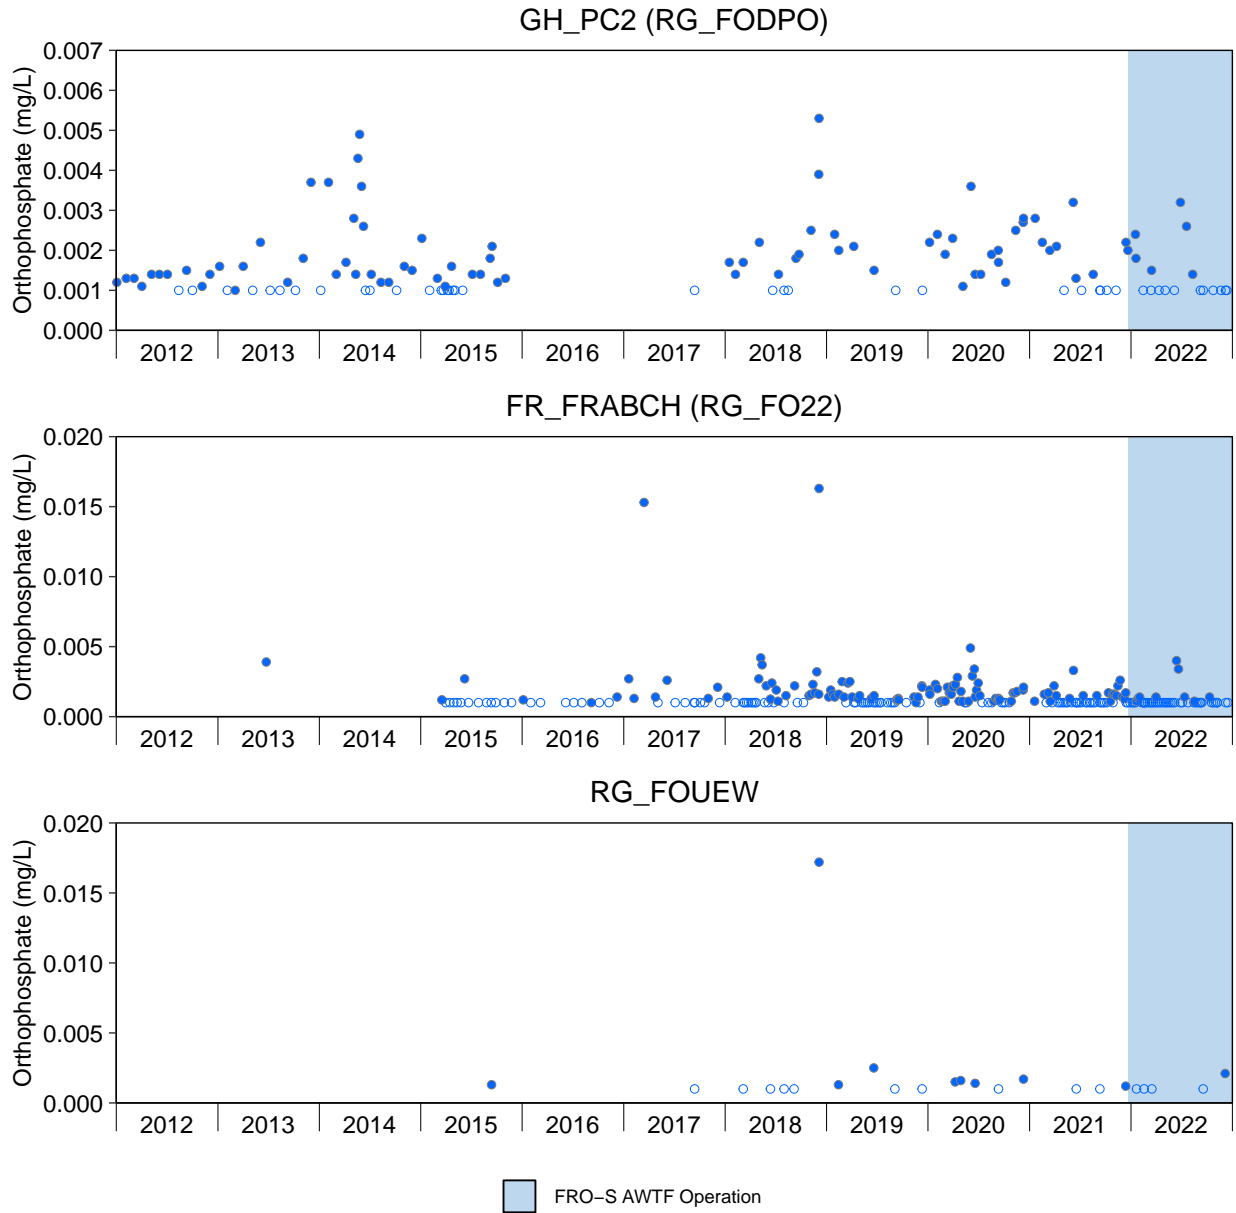 GH_PC2 (RG_FODPO)
Orthophosphate (mg/L)
0.007
0.006
0.005
0.004
0.003
0.002
0.001
0.000
2012 2013 2014 2015 2016 2017 2018 2019 2020 2021 2022
FR_FRABCH (RG_FO22)
Orthophosphate (mg/L)
0.020
0.015
0.010
0.005
0.000
2012 2013 2014 2015 2016 2017 2018 2019 2020 2021 2022
RG_FOUEW
Orthophosphate (mg/L)
0.020
0.015
0.010
0.005
0.000
2012 2013 2014 2015 2016 2017 2018 2019 2020 2021 2022
FRO−S AWTF Operation